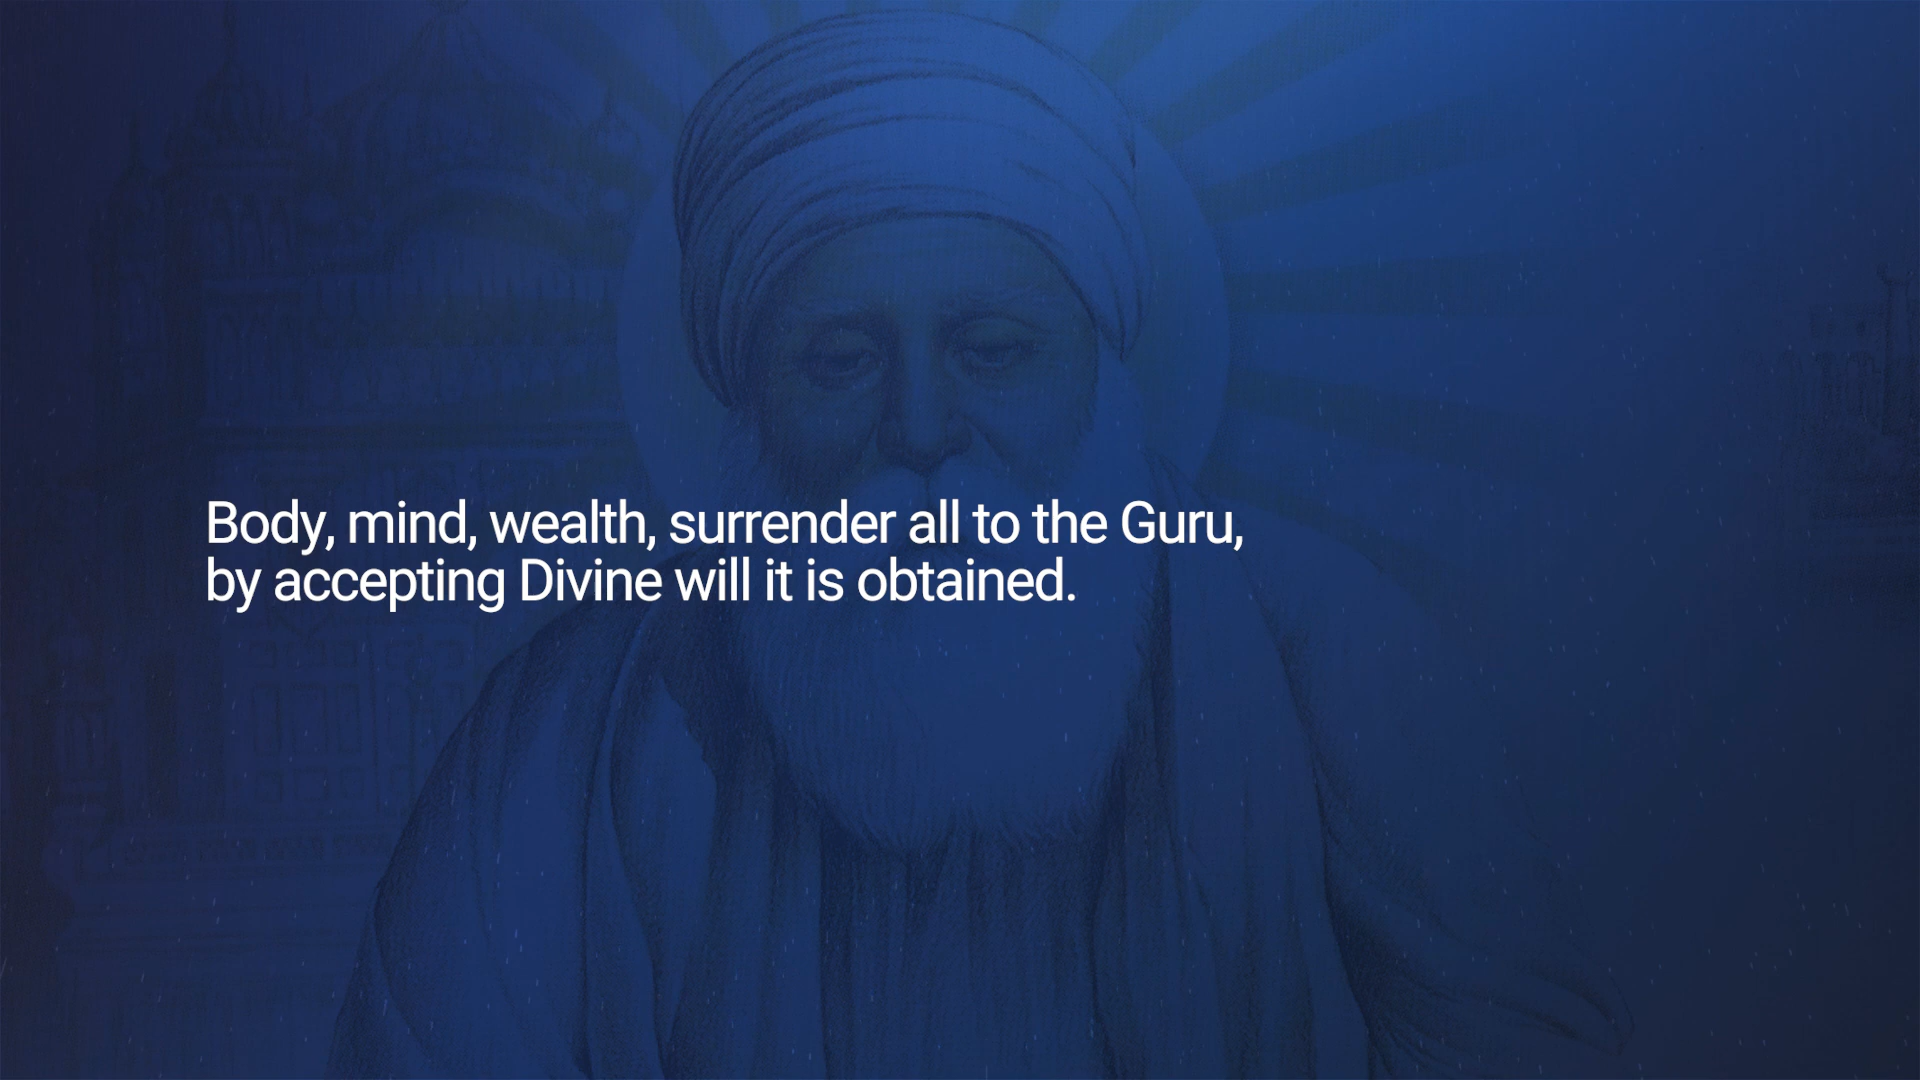 Body, mind, wealth, surrender all to the Guru,
by accepting Divine will it is obtained.